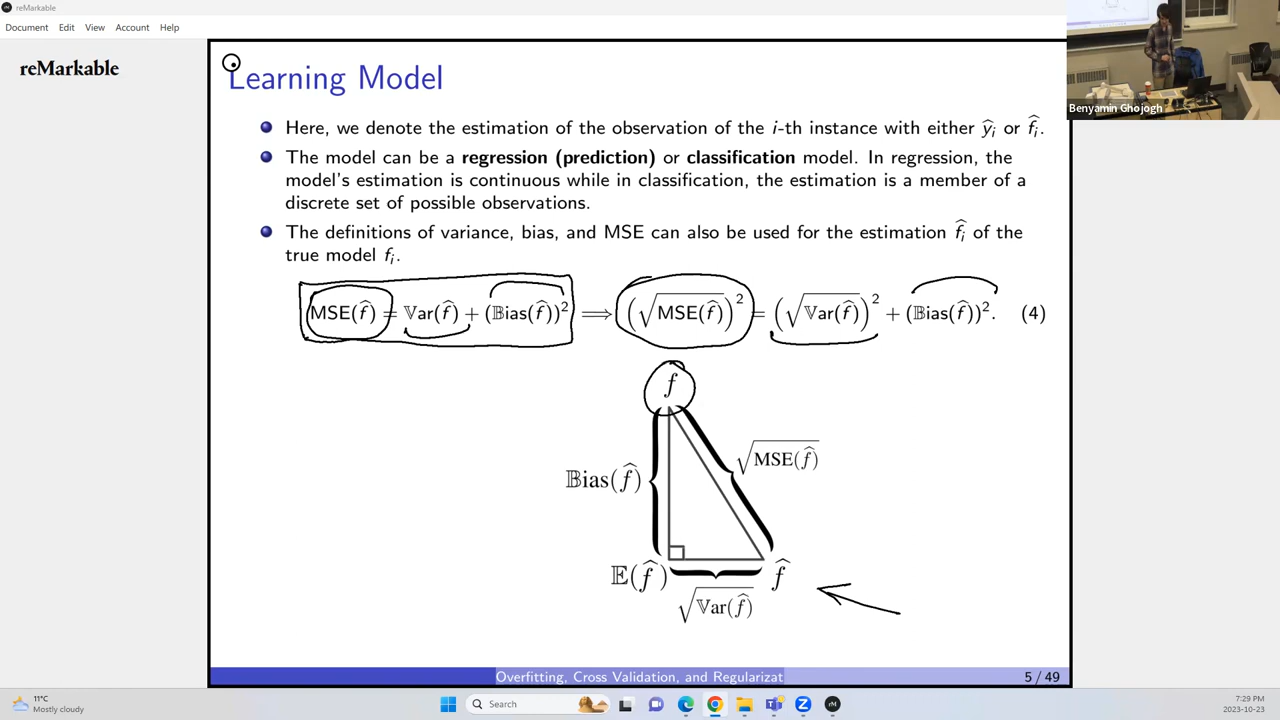 reMarkable
Document Edit View Account Help
reMarkable
Learning Model
Here, we denote the estimation of the observation of the i-th instance with either ŷᵢ or f̂ᵢ.
The model can be a regression (prediction) or classification model. In regression, the
model's estimation is continuous while in classification, the estimation is a member of a
discrete set of possible observations.
The definitions of variance, bias, and MSE can also be used for the estimation f̂ᵢ of the
true model fᵢ.
MSE(f̂) = 𝕍ar(f̂) + (𝔹ias(f̂))² ⟹ (√MSE(f̂))² = (√𝕍ar(f̂))² + (𝔹ias(f̂))². (4)
f
√MSE(f̂)
𝔹ias(f̂)
𝔼(f̂) f̂
√𝕍ar(f̂)
Overfitting, Cross Validation, and Regularizat 5 / 49
Benyamin Ghojogh
11°C
Mostly cloudy
Search
7:29 PM
2023-10-23